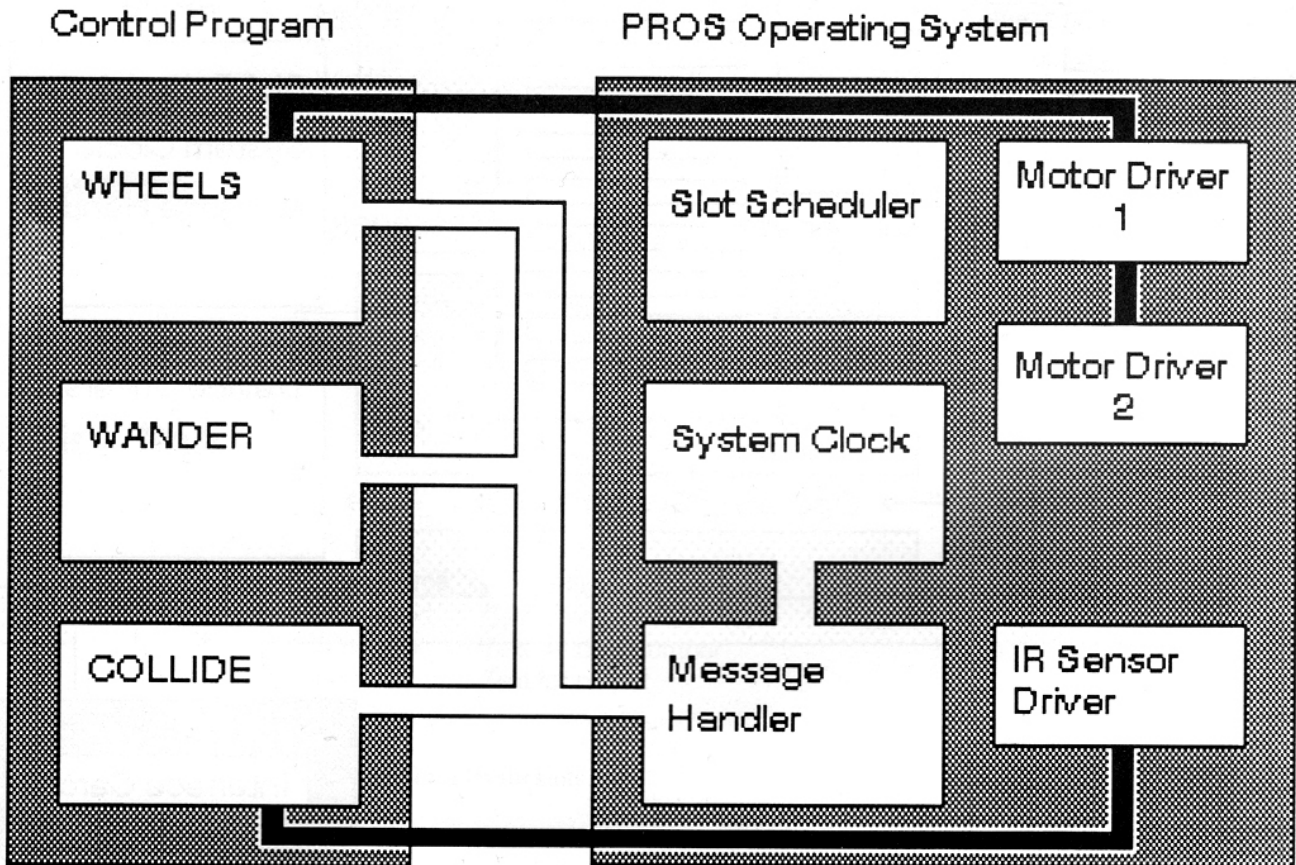 Control Program
PROS Operating System
WHEELS
Slot Scheduler
Motor Driver
1
WANDER
System Clock
Motor Driver
2
COLLIDE
Message
Handler
IR Sensor
Driver